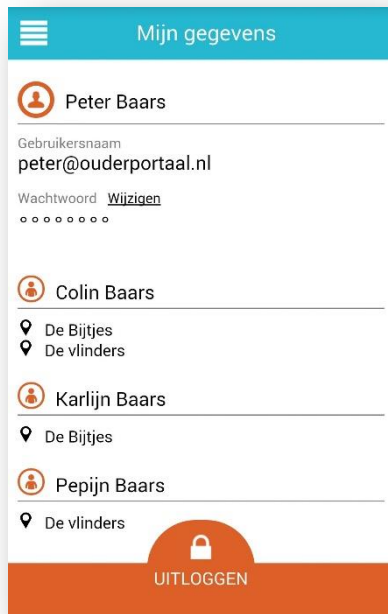 Mijn gegevens
Peter Baars
Gebruikersnaam
peter@ouderportaal.nl
Wachtwoord Wijzigen
Colin Baars
De Bijtjes
De vlinders
Karlijn Baars
De Bijtjes
Pepijn Baars
De vlinders
UITLOGGEN